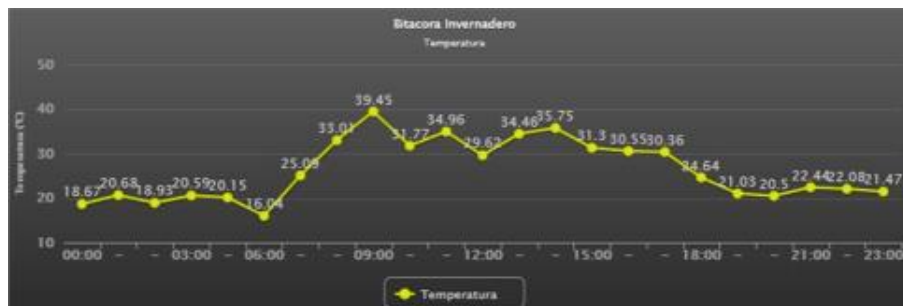 Bitacora Invernadero
Temperatura
50
40
30
20
10
Temperatura (°C)
18.67 20.68 18.93 20.59 20.15 16.04 25.09 33.01 39.45 31.77 34.96 29.62 34.46 35.75 31.3 30.55 30.36 24.64 31.03 20.5 22.44 22.08 21.47
00:00 - - 03:00 - - 06:00 - - 09:00 - - 12:00 - - 15:00 - - 18:00 - - 21:00 - 23:00
Temperatura